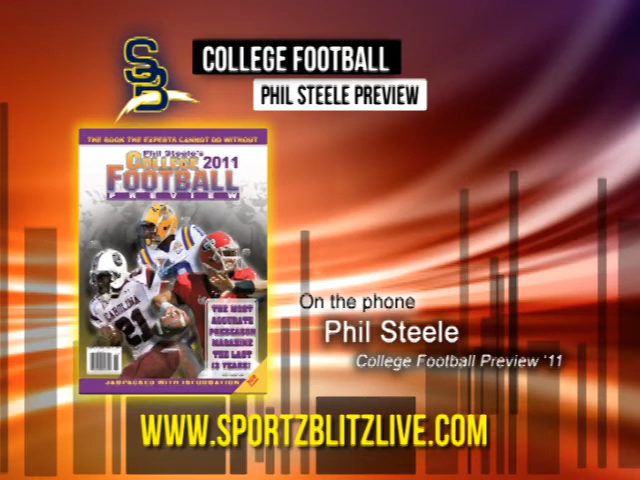 SB
COLLEGE FOOTBALL
PHIL STEELE PREVIEW
THE BOOK THE EXPERTS CANNOT DO WITHOUT
Phil Steele's
COLLEGE 2011
FOOTBALL
PREVIEW
CAROLINA
21
THE MOST
ACCURATE
PRESEASON
MAGAZINE
THE LAST
13 YEARS!
JAMPACKED WITH INFORMATION
On the phone
Phil Steele
College Football Preview '11
WWW.SPORTZBLITZLIVE.COM